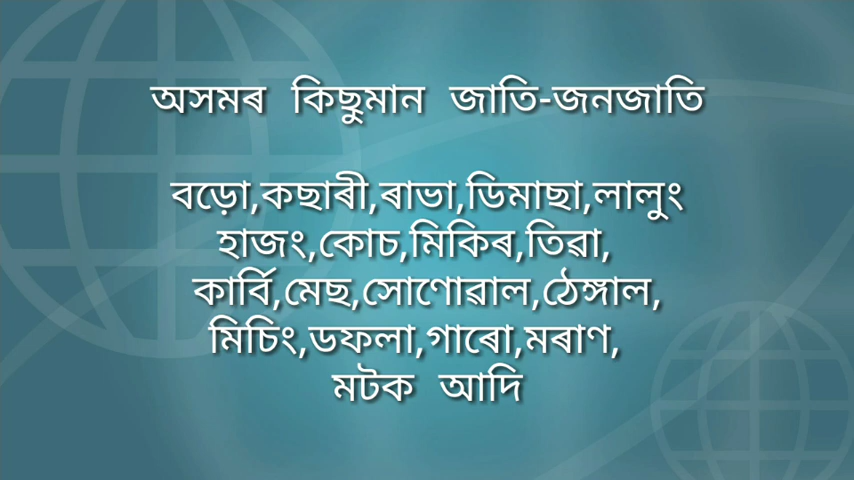 অসমৰ কিছুমান জাতি-জনজাতি
বড়ো,কছাৰী,ৰাভা,ডিমাছা,লালুং
হাজং,কোচ,মিকিৰ,তিৱা,
কাৰ্বি,মেছ,সোণোৱাল,ঠেঙ্গাল,
মিচিং,ডফলা,গাৰো,মৰাণ,
মটক আদি